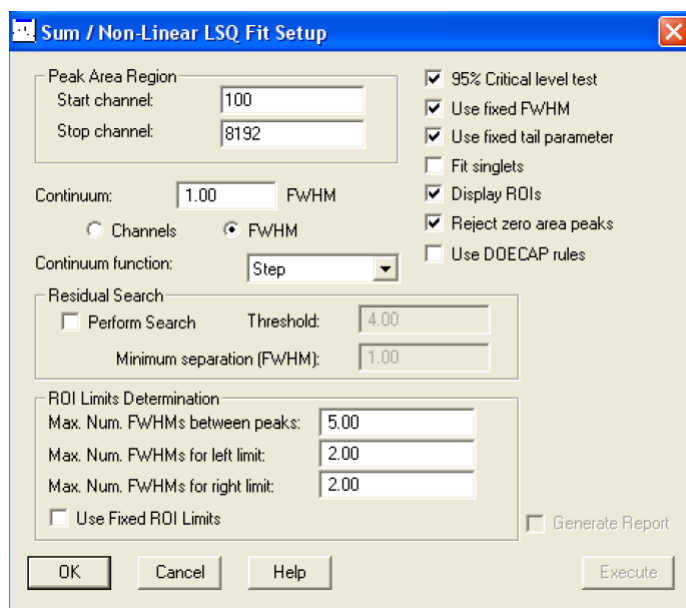 Sum / Non-Linear LSQ Fit Setup
Peak Area Region
Start channel: 100
Stop channel: 8192
95% Critical level test
Use fixed FWHM
Use fixed tail parameter
Fit singlets
Display ROIs
Reject zero area peaks
Use DOECAP rules
Continuum: 1.00 FWHM
Channels FWHM
Continuum function: Step
Residual Search
Perform Search Threshold: 4.00
Minimum separation (FWHM): 1.00
ROI Limits Determination
Max. Num. FWHMs between peaks: 5.00
Max. Num. FWHMs for left limit: 2.00
Max. Num. FWHMs for right limit: 2.00
Use Fixed ROI Limits
Generate Report
OK Cancel Help Execute